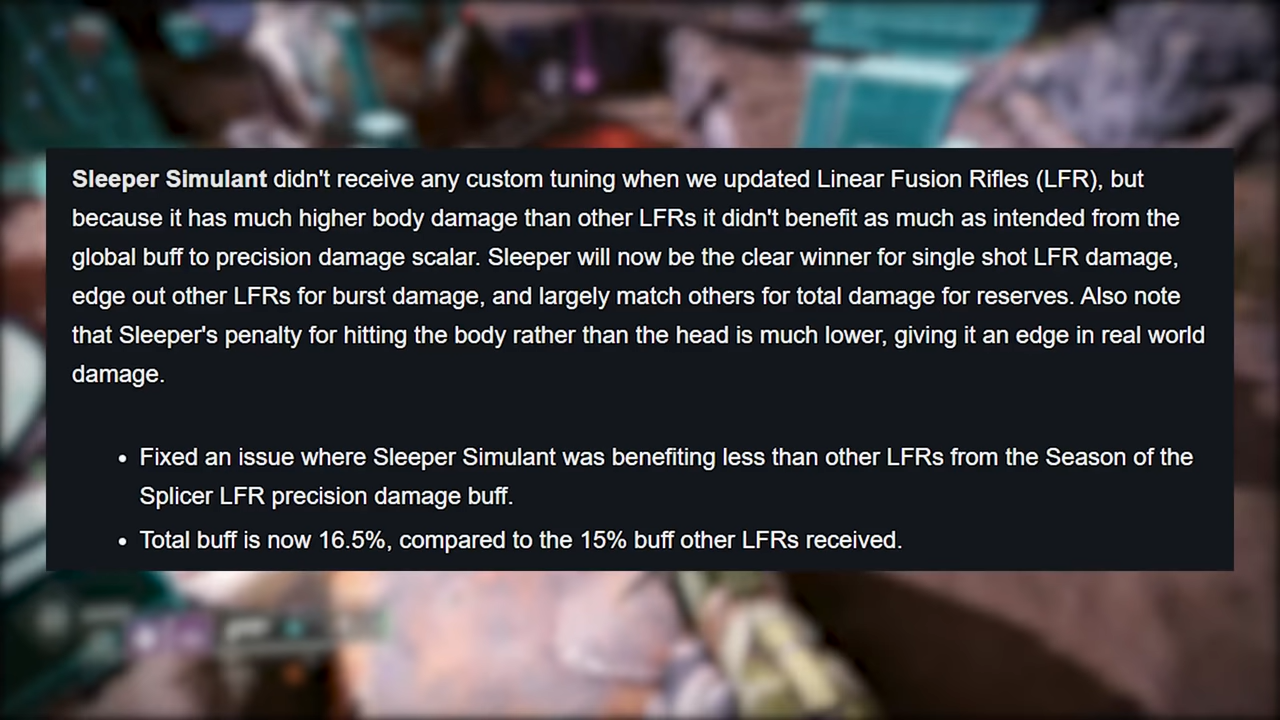 Sleeper Simulant didn't receive any custom tuning when we updated Linear Fusion Rifles (LFR), but
because it has much higher body damage than other LFRs it didn't benefit as much as intended from the
global buff to precision damage scalar. Sleeper will now be the clear winner for single shot LFR damage,
edge out other LFRs for burst damage, and largely match others for total damage for reserves. Also note
that Sleeper's penalty for hitting the body rather than the head is much lower, giving it an edge in real world
damage.
• Fixed an issue where Sleeper Simulant was benefiting less than other LFRs from the Season of the
Splicer LFR precision damage buff.
• Total buff is now 16.5%, compared to the 15% buff other LFRs received.